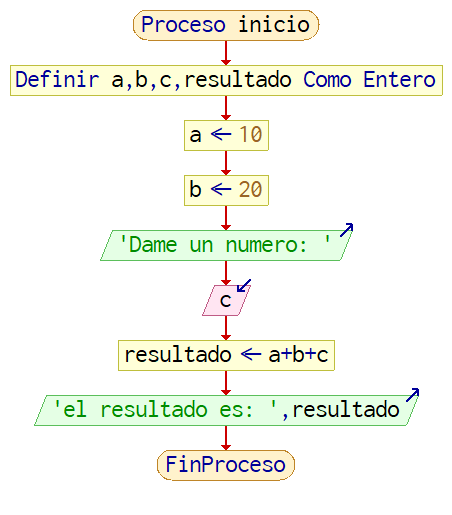 Proceso inicio
Definir a,b,c,resultado Como Entero
a <- 10
b <- 20
'Dame un numero: '
c
resultado <- a+b+c
'el resultado es: ',resultado
FinProceso